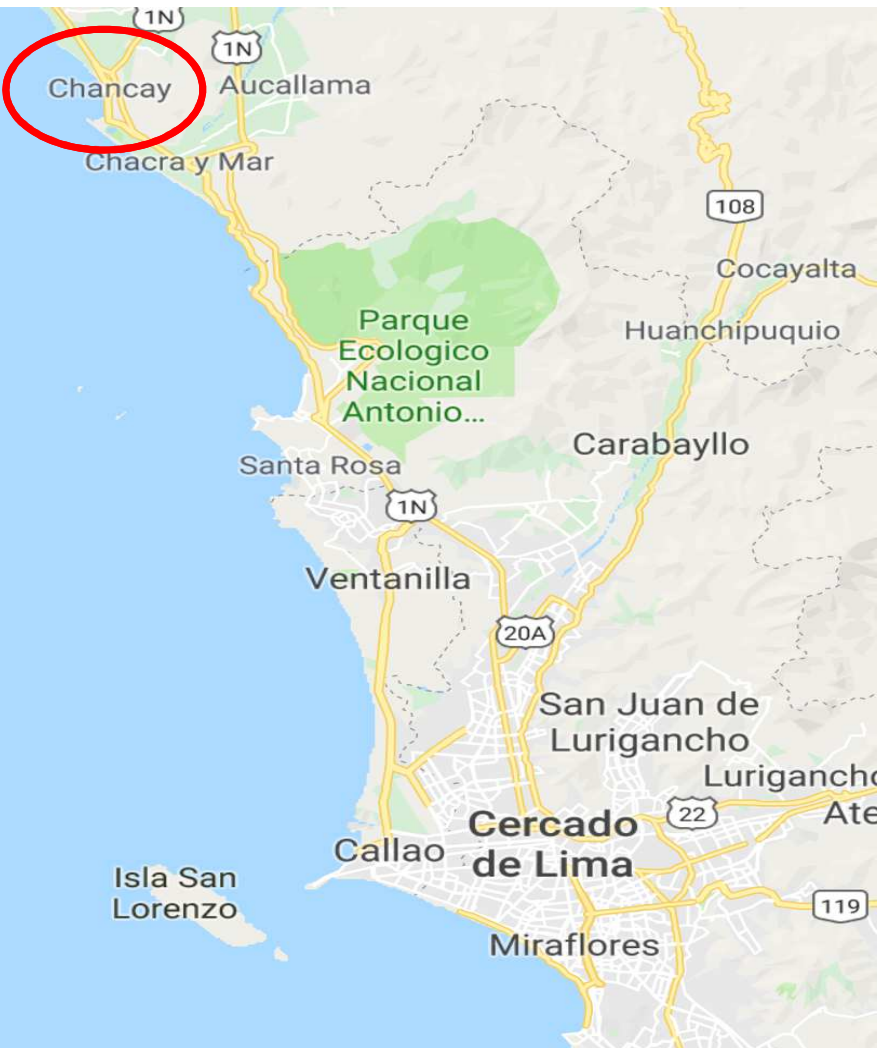 1N
1N
Chancay
Aucallama
Chacra y Mar
108
Cocayalta
Parque
Ecologico
Nacional
Antonio...
Huanchipuquio
Carabayllo
Santa Rosa
1N
Ventanilla
20A
San Juan de
Lurigancho
Lurigancho
22
Ate
Cercado
de Lima
Callao
Isla San
Lorenzo
119
Miraflores